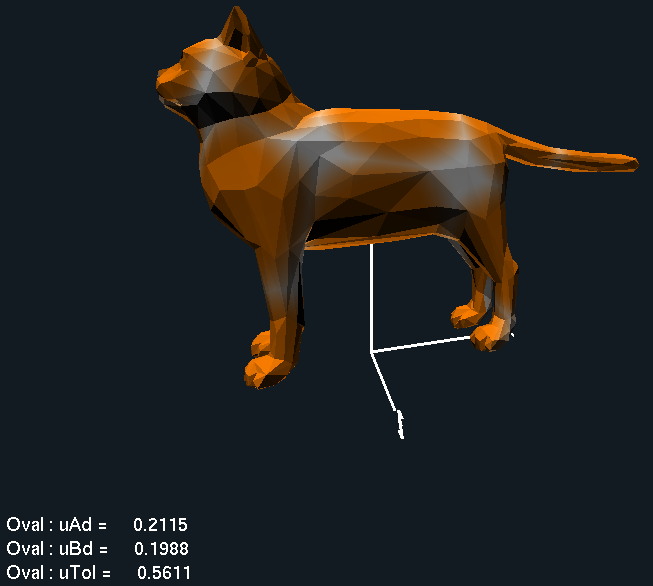 Oval : uAd = 0.2115
Oval : uBd = 0.1988
Oval : uTol = 0.5611